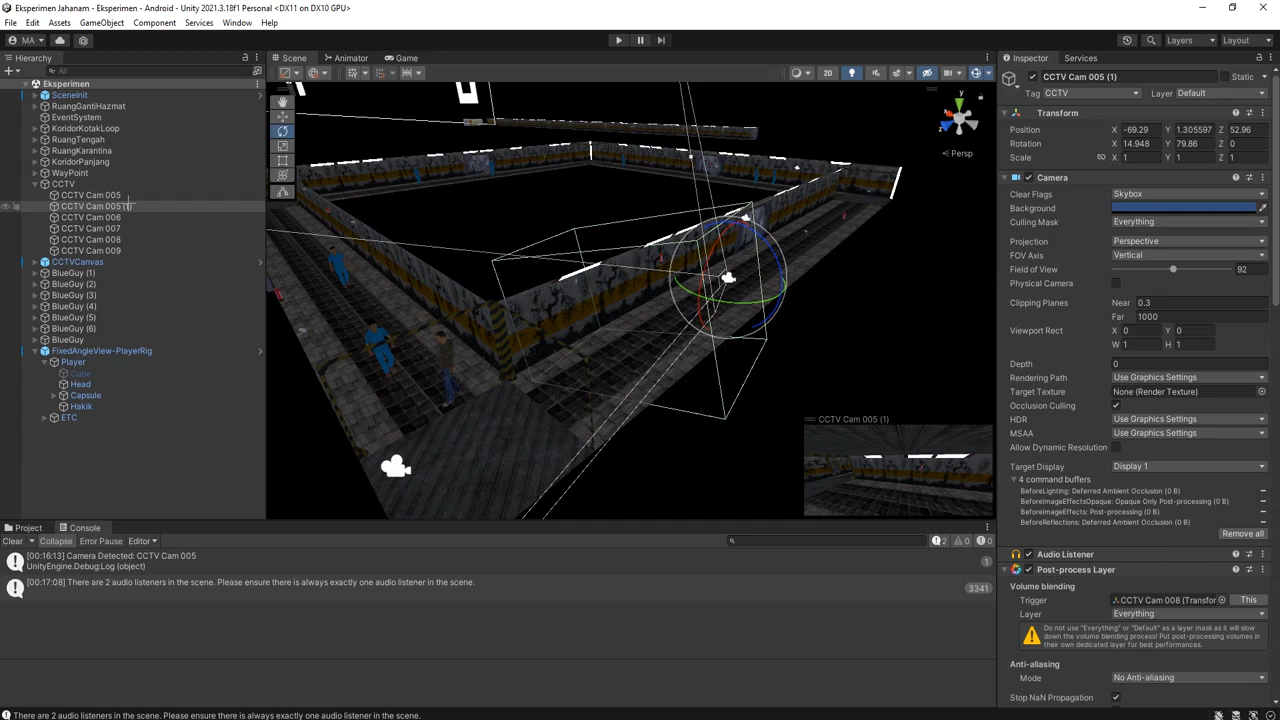 Eksperimen Jahanam - Eksperimen - Android - Unity 2021.3.18f1 Personal <DX11 on DX10 GPU>
File Edit Assets GameObject Component Services Window Help
MA Layers Layout
Hierarchy
All
Eksperimen
SceneInit
RuangGantiHazmat
EventSystem
KoridorKotakLoop
RuangTengah
RuangKarantina
KoridorPanjang
WayPoint
CCTV
CCTV Cam 005
CCTV Cam 005 (1)
CCTV Cam 006
CCTV Cam 007
CCTV Cam 008
CCTV Cam 009
CCTVCanvas
BlueGuy (1)
BlueGuy (2)
BlueGuy (3)
BlueGuy (4)
BlueGuy (5)
BlueGuy (6)
BlueGuy
FixedAngleView-PlayerRig
Player
Cube
Head
Capsule
Hakik
ETC
Scene Animator Game
2D
y
x
z
Persp
CCTV Cam 005 (1)
Inspector Services
CCTV Cam 005 (1) Static
Tag CCTV Layer Default
Transform
Position X -69.29 Y 1.305597 Z 52.96
Rotation X 14.948 Y 79.86 Z 0
Scale X 1 Y 1 Z 1
Camera
Clear Flags Skybox
Background
Culling Mask Everything
Projection Perspective
FOV Axis Vertical
Field of View 92
Physical Camera
Clipping Planes Near 0.3
Far 1000
Viewport Rect X 0 Y 0
W 1 H 1
Depth 0
Rendering Path Use Graphics Settings
Target Texture None (Render Texture)
Occlusion Culling
HDR Use Graphics Settings
MSAA Use Graphics Settings
Allow Dynamic Resolution
Target Display Display 1
4 command buffers
BeforeLighting: Deferred Ambient Occlusion (0 B)
BeforeImageEffectsOpaque: Opaque Only Post-processing (0 B)
BeforeImageEffects: Post-processing (0 B)
BeforeReflections: Deferred Ambient Occlusion (0 B)
Remove all
Audio Listener
Post-process Layer
Volume blending
Trigger CCTV Cam 008 (Transfor This
Layer Everything
Do not use "Everything" or "Default" as a layer mask as it will slow
down the volume blending process! Put post-processing volumes in
their own dedicated layer for best performances.
Anti-aliasing
Mode No Anti-aliasing
Stop NaN Propagation
Project Console
Clear Collapse Error Pause Editor 2 0 0
[00:16:13] Camera Detected: CCTV Cam 005
UnityEngine.Debug:Log (object)
1
[00:17:08] There are 2 audio listeners in the scene. Please ensure there is always exactly one audio listener in the scene.
3341
There are 2 audio listeners in the scene. Please ensure there is always exactly one audio listener in the scene.